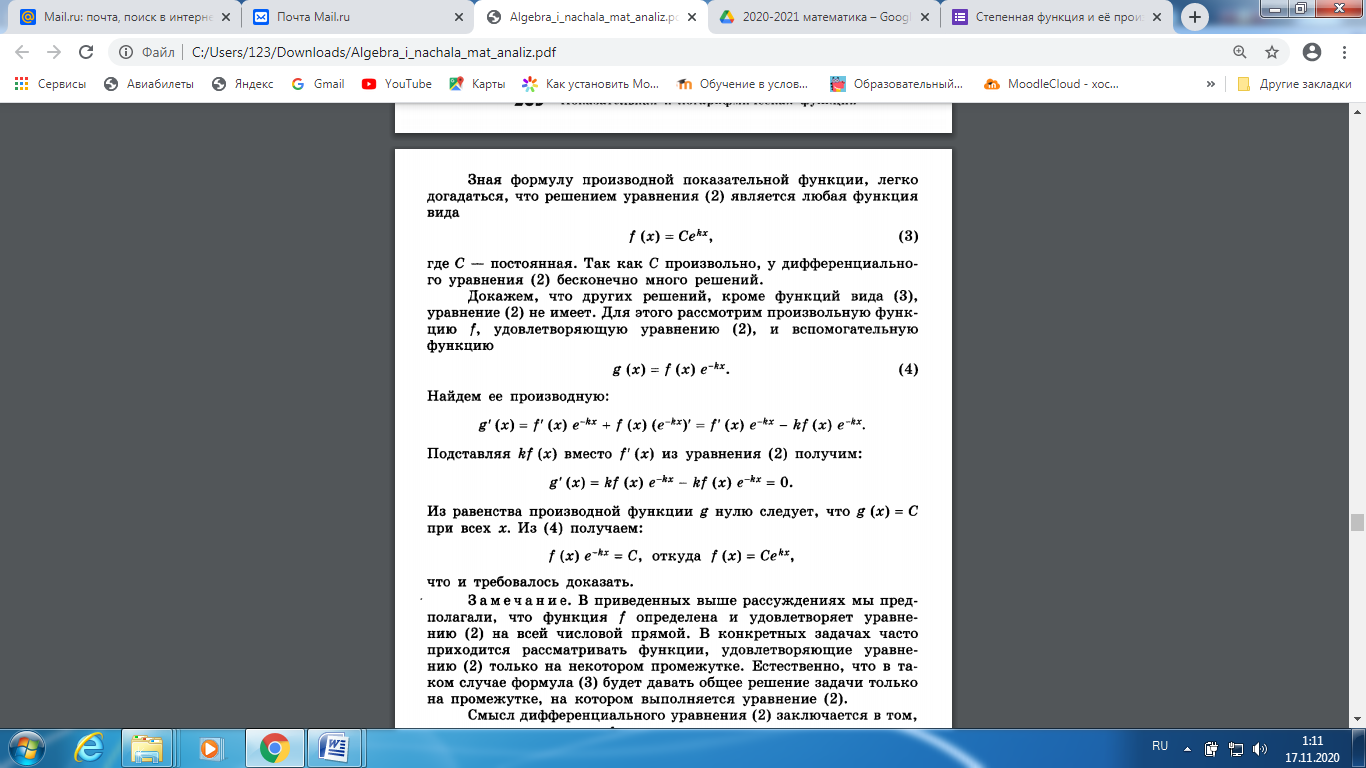 Mail.ru: почта, поиск в интерне
Почта Mail.ru
Algebra_i_nachala_mat_analiz.pd
2020-2021 математика – Goog
Степенная функция и её прои
Файл
C:/Users/123/Downloads/Algebra_i_nachala_mat_analiz.pdf
Сервисы
Авиабилеты
Яндекс
Gmail
YouTube
Карты
Как установить Mo...
Обучение в услов...
Образовательный...
MoodleCloud - хос...
»
Другие закладки
Зная формулу производной показательной функции, легко
догадаться, что решением уравнения (2) является любая функция
вида
f (x) = Ce^{kx}, (3)
где C — постоянная. Так как C произвольно, у дифференциально-
го уравнения (2) бесконечно много решений.
Докажем, что других решений, кроме функций вида (3),
уравнение (2) не имеет. Для этого рассмотрим произвольную функ-
цию f, удовлетворяющую уравнению (2), и вспомогательную
функцию
g (x) = f (x) e^{–kx}. (4)
Найдем ее производную:
g′ (x) = f′ (x) e^{–kx} + f (x) (e^{–kx})′ = f′ (x) e^{–kx} – kf (x) e^{–kx}.
Подставляя kf (x) вместо f′ (x) из уравнения (2) получим:
g′ (x) = kf (x) e^{–kx} – kf (x) e^{–kx} = 0.
Из равенства производной функции g нулю следует, что g (x) = C
при всех x. Из (4) получаем:
f (x) e^{–kx} = C, откуда f (x) = Ce^{kx},
что и требовалось доказать.
Замечание. В приведенных выше рассуждениях мы пред-
полагали, что функция f определена и удовлетворяет уравне-
нию (2) на всей числовой прямой. В конкретных задачах часто
приходится рассматривать функции, удовлетворяющие уравне-
нию (2) только на некотором промежутке. Естественно, что в та-
ком случае формула (3) будет давать общее решение задачи только
на промежутке, на котором выполняется уравнение (2).
Смысл дифференциального уравнения (2) заключается в том,
RU
1:11
17.11.2020